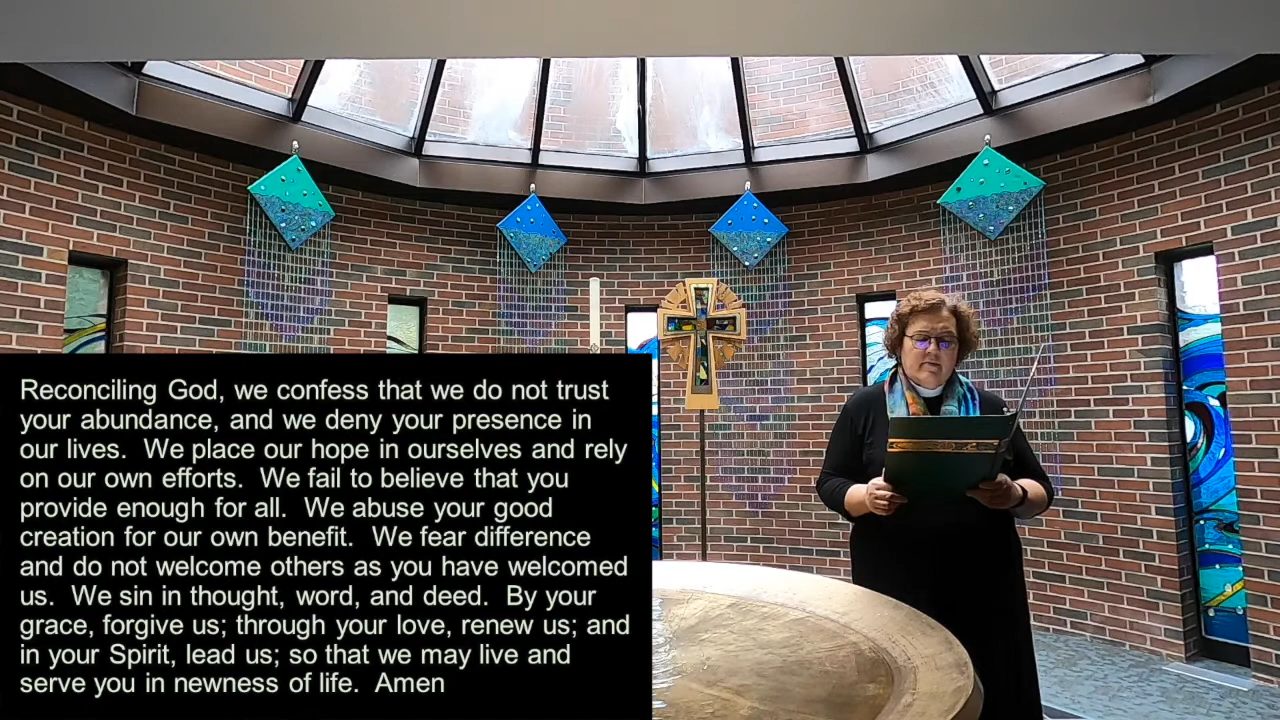 Reconciling God, we confess that we do not trust
your abundance, and we deny your presence in
our lives.  We place our hope in ourselves and rely
on our own efforts.  We fail to believe that you
provide enough for all.  We abuse your good
creation for our own benefit.  We fear difference
and do not welcome others as you have welcomed
us.  We sin in thought, word, and deed.  By your
grace, forgive us; through your love, renew us; and
in your Spirit, lead us; so that we may live and
serve you in newness of life.  Amen